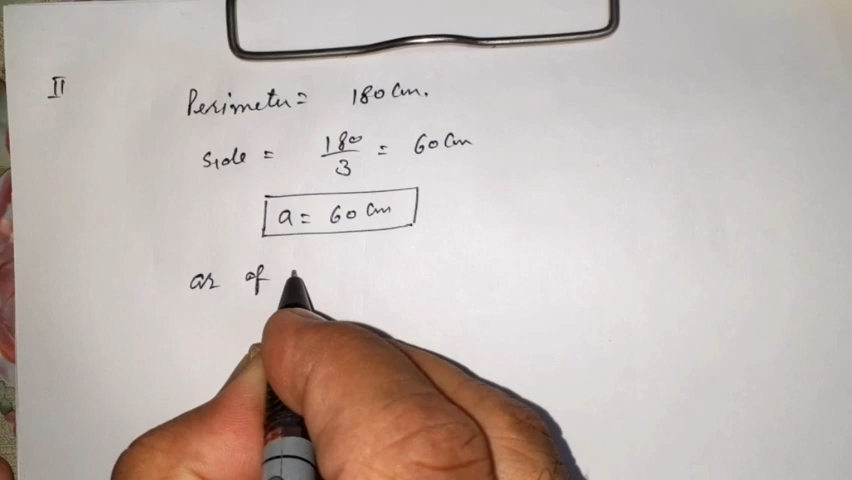 II
Perimeter = 180 cm.
Side = 180/3 = 60 cm
a = 60 cm
ar of